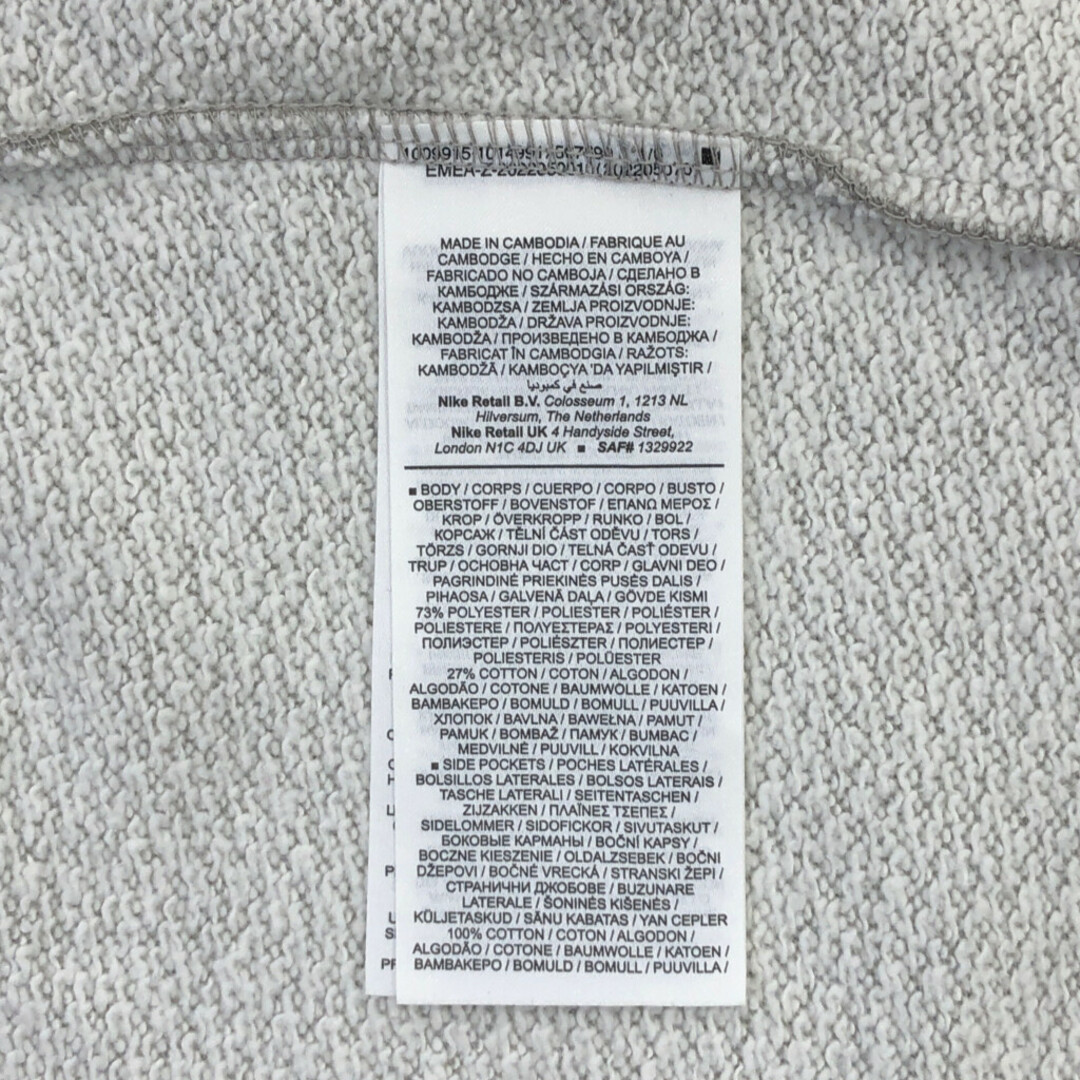 MADE IN CAMBODIA / FABRIQUE AU
CAMBODGE / HECHO EN CAMBOYA /
FABRICADO NO CAMBOJA / СДЕЛАНО В
КАМБОДЖЕ / SZÁRMAZÁSI ORSZÁG:
KAMBODZSA / ZEMLJA PROIZVODNJE:
KAMBODŽA / DRŽAVA PROIZVODNJE:
KAMBODŽA / ПРОИЗВЕДЕНО В КАМБОДЖА /
FABRICAT ÎN CAMBODGIA / RAŽOTS:
KAMBODŽĀ / KAMBOÇYA 'DA YAPILMIŞTIR /
صنع في كمبوديا
Nike Retail B.V. Colosseum 1, 1213 NL
Hilversum, The Netherlands
Nike Retail UK 4 Handyside Street,
London N1C 4DJ UK ■ SAF# 1329922
■ BODY / CORPS / CUERPO / CORPO / BUSTO /
OBERSTOFF / BOVENSTOF / ΕΠΑΝΩ ΜΕΡΟΣ /
KROP / ÖVERKROPP / RUNKO / BOL /
КОРСАЖ / TĚLNÍ ČÁST ODĚVU / TORS /
TÖRZS / GORNJI DIO / TELNÁ ČASŤ ODEVU /
TRUP / ОСНОВНА ЧАСТ / CORP / GLAVNI DEO /
PAGRINDINĖ PRIEKINĖS PUSĖS DALIS /
PIHAOSA / GALVENĀ DAĻA / GÖVDE KISMI
73% POLYESTER / POLIESTER / POLIÉSTER /
POLIESTERE / ΠΟΛΥΕΣΤΕΡΑΣ / POLYESTERI /
ПОЛИЭСТЕР / POLIÉSZTER / ПОЛИЕСТЕР /
POLIESTERIS / POLÜESTER
27% COTTON / COTON / ALGODON /
ALGODÃO / COTONE / BAUMWOLLE / KATOEN /
ΒΑΜΒΑΚΕΡΟ / BOMULD / BOMULL / PUUVILLA /
ХЛОПОК / BAVLNA / BAWEŁNA / PAMUT /
PAMUK / BOMBAŽ / ПАМУК / BUMBAC /
MEDVILNĖ / PUUVILL / KOKVILNA
■ SIDE POCKETS / POCHES LATÉRALES /
BOLSILLOS LATERALES / BOLSOS LATERAIS /
TASCHE LATERALI / SEITENTASCHEN /
ZIJZAKKEN / ΠΛΑΪΝΕΣ ΤΣΕΠΕΣ /
SIDELOMMER / SIDOFICKOR / SIVUTASKUT /
БОКОВЫЕ КАРМАНЫ / BOČNÍ KAPSY /
BOCZNE KIESZENIE / OLDALZSEBEK / BOČNI
DŽEPOVI / BOČNÉ VRECKÁ / STRANSKI ŽEPI /
СТРАНИЧНИ ДЖОБОВЕ / BUZUNARE
LATERALE / ŠONINĖS KIŠENĖS /
KÜLJETASKUD / SĀNU KABATAS / YAN CEPLER
100% COTTON / COTON / ALGODON /
ALGODÃO / COTONE / BAUMWOLLE / KATOEN /
ΒΑΜΒΑΚΕΡΟ / BOMULD / BOMULL / PUUVILLA /